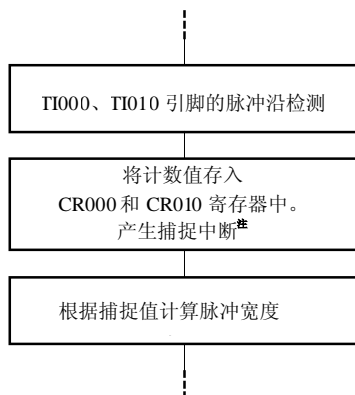 TI000、TI010 引脚的脉冲沿检测
将计数值存入
CR000 和 CR010 寄存器中。
产生捕捉中断注
根据捕捉值计算脉冲宽度